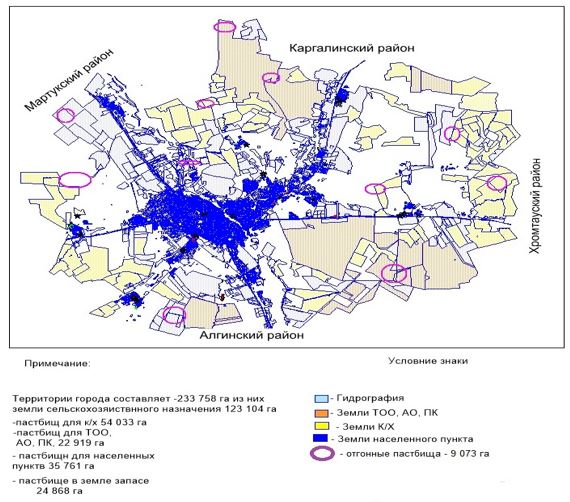 Каргалинский район
Мартукский район
Хромтауский район
Алгинский район
Примечание:
Условние знаки
Территории города составляет -233 758 га из них
земли сельскохозяиствнного назначения 123 104 га
-пастбищ для к/х 54 033 га
-пастбищ для ТОО,
АО, ПК, 22 919 га
- пастбищн для населенных
пунктв 35 761 га
- пастбище в земле запасе
24 868 га
- Гидрография
- Земли ТОО, АО, ПК
- Земли К/Х
- Земли населенного пункта
- отгонные пастбища - 9 073 га